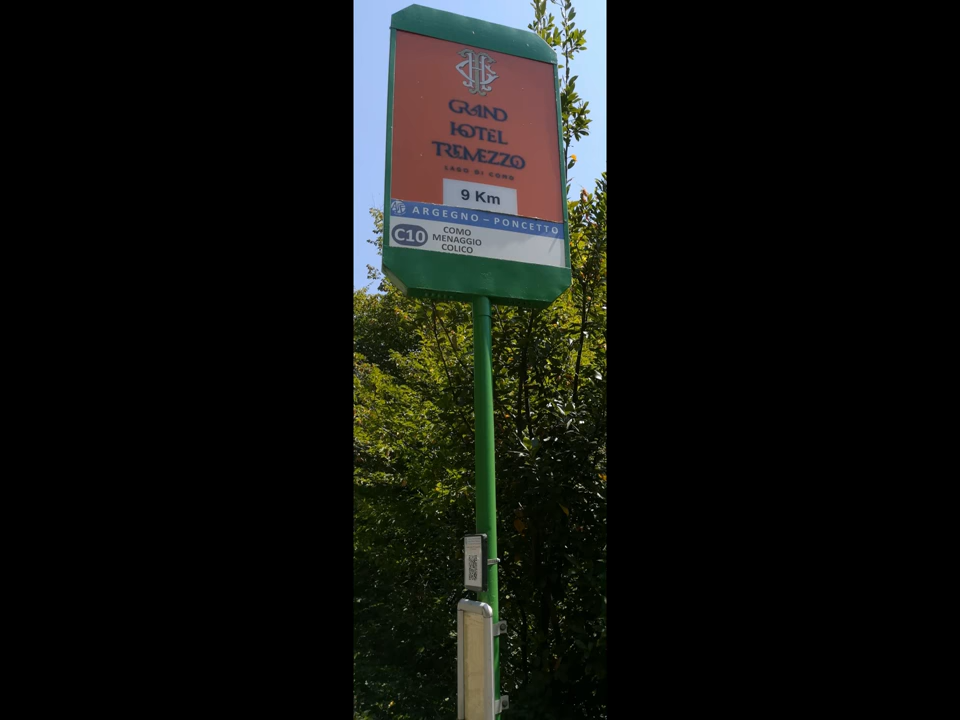 GRAND
HOTEL
TREMEZZO
LAGO DI COMO
9 Km
ARGEGNO – PONCETTO
C10
COMO
MENAGGIO
COLICO